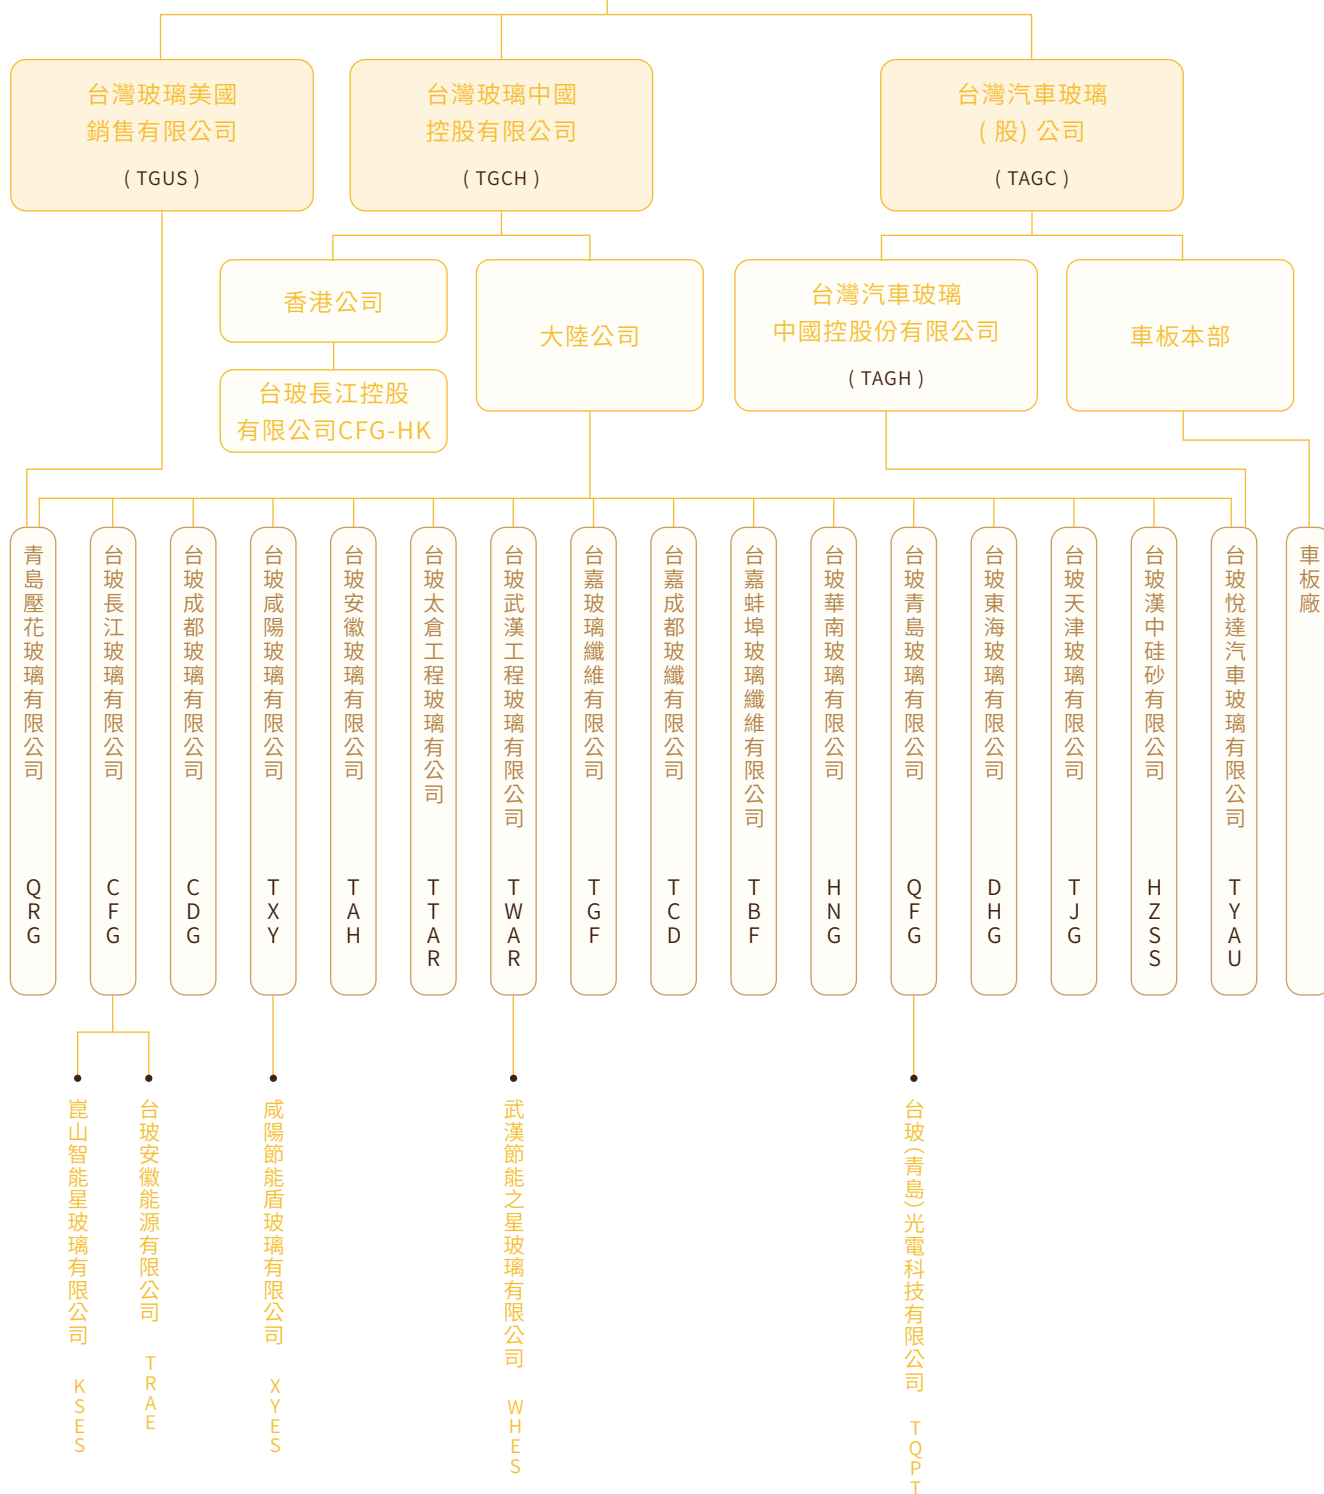 台灣玻璃美國
銷售有限公司
( TGUS )
台灣玻璃中國
控股有限公司
( TGCH )
台灣汽車玻璃
( 股) 公司
( TAGC )
香港公司
台玻長江控股
有限公司CFG-HK
大陸公司
台灣汽車玻璃
中國控股份有限公司
( TAGH )
車板本部
青島壓花玻璃有限公司 QRG
台玻長江玻璃有限公司 CFG
台玻成都玻璃有限公司 CDG
台玻咸陽玻璃有限公司 TXY
台玻安徽玻璃有限公司 TAH
台玻太倉工程玻璃有公司 TTAR
台玻武漢工程玻璃有限公司 TWAR
台嘉玻璃纖維有限公司 TGF
台嘉成都玻纖有限公司 TCD
台嘉蚌埠玻璃纖維有限公司 TBF
台玻華南玻璃有限公司 HNG
台玻青島玻璃有限公司 QFG
台玻東海玻璃有限公司 DHG
台玻天津玻璃有限公司 TJG
台玻漢中硅砂有限公司 HZSS
台玻悅達汽車玻璃有限公司 TYAU
車板廠
崑山智能星玻璃有限公司 KSES
台玻安徽能源有限公司 TRAE
咸陽節能盾玻璃有限公司 XYES
武漢節能之星玻璃有限公司 WHES
台玻(青島)光電科技有限公司 TQPT